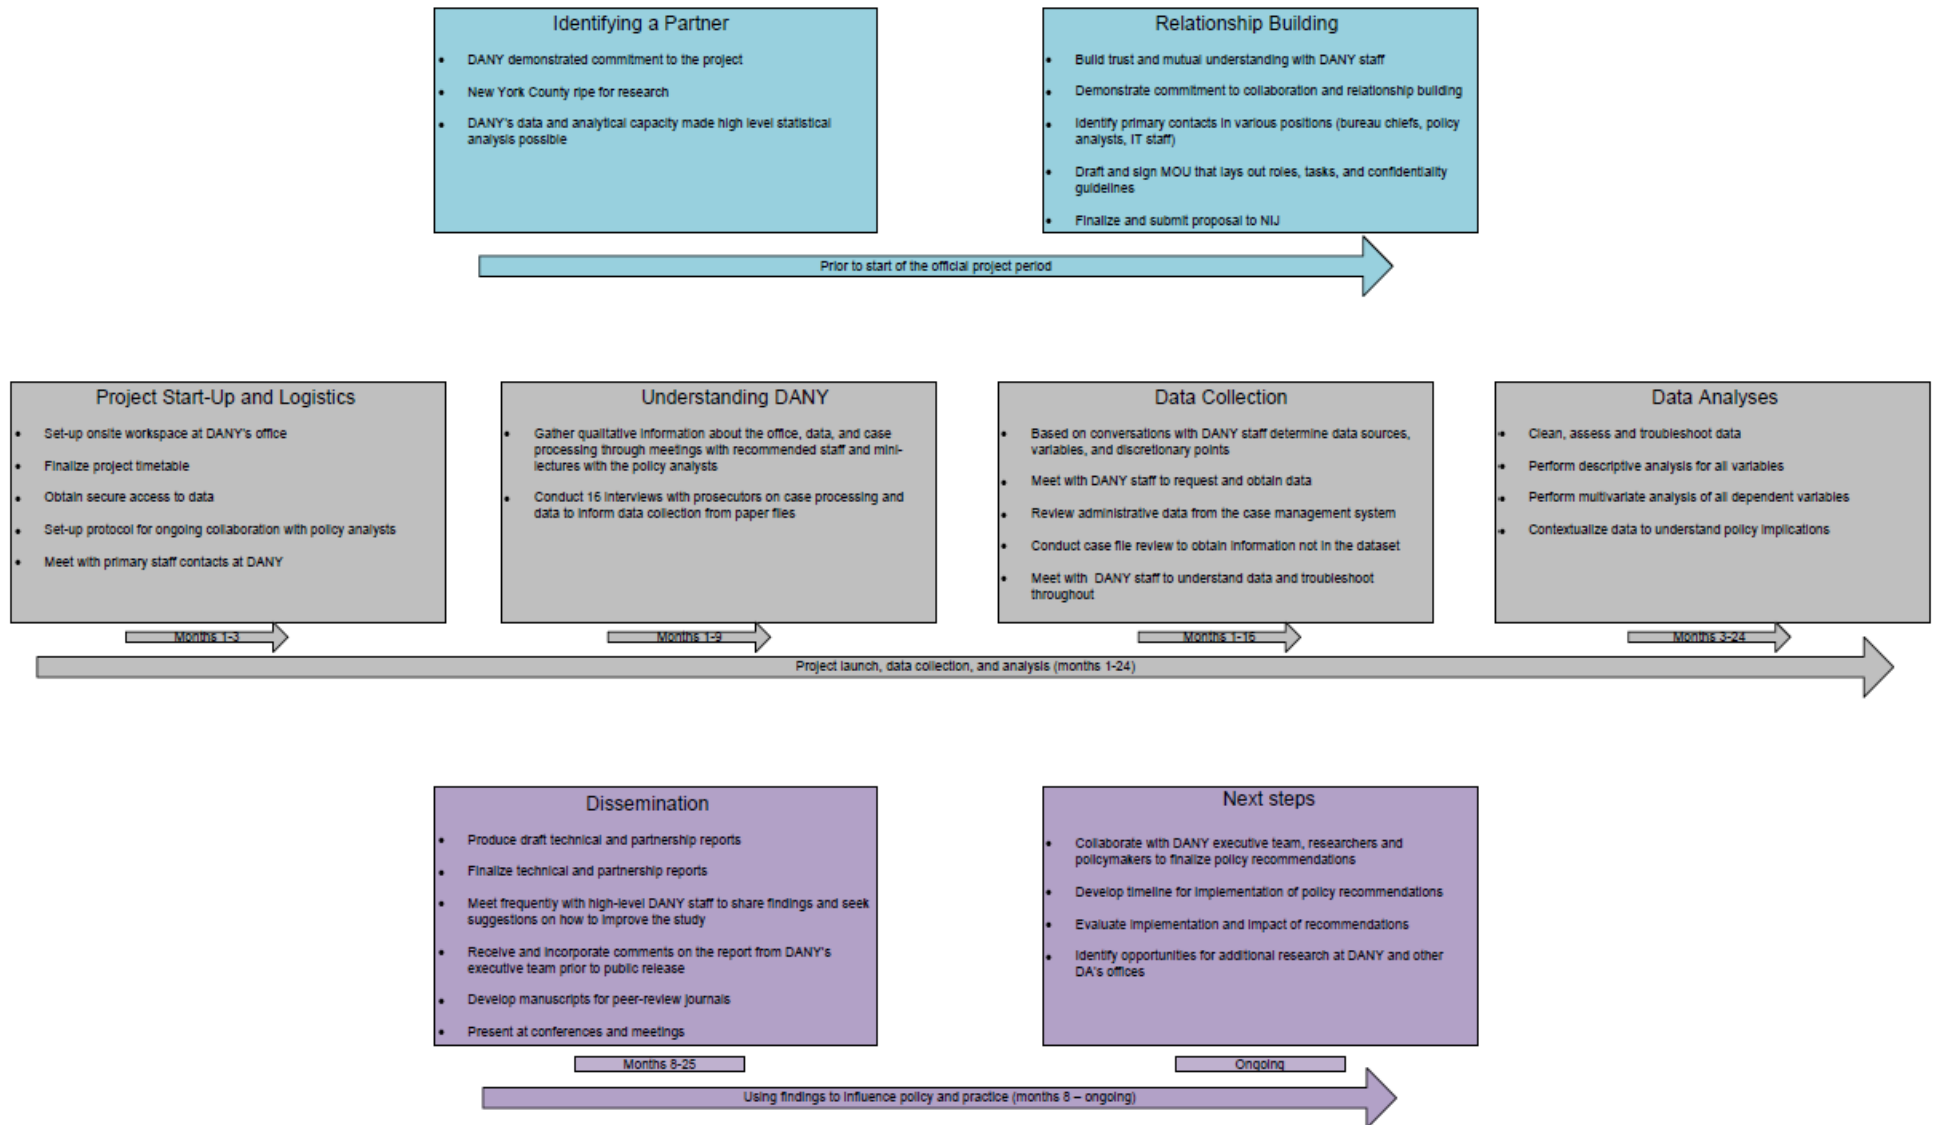 Identifying a Partner
• DANY demonstrated commitment to the project
• New York County ripe for research
• DANY's data and analytical capacity made high level statistical
analysis possible
Relationship Building
• Build trust and mutual understanding with DANY staff
• Demonstrate commitment to collaboration and relationship building
• Identify primary contacts in various positions (bureau chiefs, policy
analysts, IT staff)
• Draft and sign MOU that lays out roles, tasks, and confidentiality
guidelines
• Finalize and submit proposal to NIJ
Prior to start of the official project period
Project Start-Up and Logistics
• Set-up onsite workspace at DANY's office
• Finalize project timetable
• Obtain secure access to data
• Set-up protocol for ongoing collaboration with policy analysts
• Meet with primary staff contacts at DANY
Months 1-3
Understanding DANY
• Gather qualitative information about the office, data, and case
processing through meetings with recommended staff and mini-
lectures with the policy analysts
• Conduct 16 interviews with prosecutors on case processing and
data to inform data collection from paper files
Months 1-9
Data Collection
• Based on conversations with DANY staff determine data sources,
variables, and discretionary points
• Meet with DANY staff to request and obtain data
• Review administrative data from the case management system
• Conduct case file review to obtain information not in the dataset
• Meet with DANY staff to understand data and troubleshoot
throughout
Months 1-16
Data Analyses
• Clean, assess and troubleshoot data
• Perform descriptive analysis for all variables
• Perform multivariate analysis of all dependent variables
• Contextualize data to understand policy implications
Months 3-24
Project launch, data collection, and analysis (months 1-24)
Dissemination
• Produce draft technical and partnership reports
• Finalize technical and partnership reports
• Meet frequently with high-level DANY staff to share findings and seek
suggestions on how to improve the study
• Receive and incorporate comments on the report from DANY's
executive team prior to public release
• Develop manuscripts for peer-review journals
• Present at conferences and meetings
Months 8-25
Next steps
• Collaborate with DANY executive team, researchers and
policymakers to finalize policy recommendations
• Develop timeline for implementation of policy recommendations
• Evaluate implementation and impact of recommendations
• Identify opportunities for additional research at DANY and other
DA's offices
Ongoing
Using findings to influence policy and practice (months 8 – ongoing)